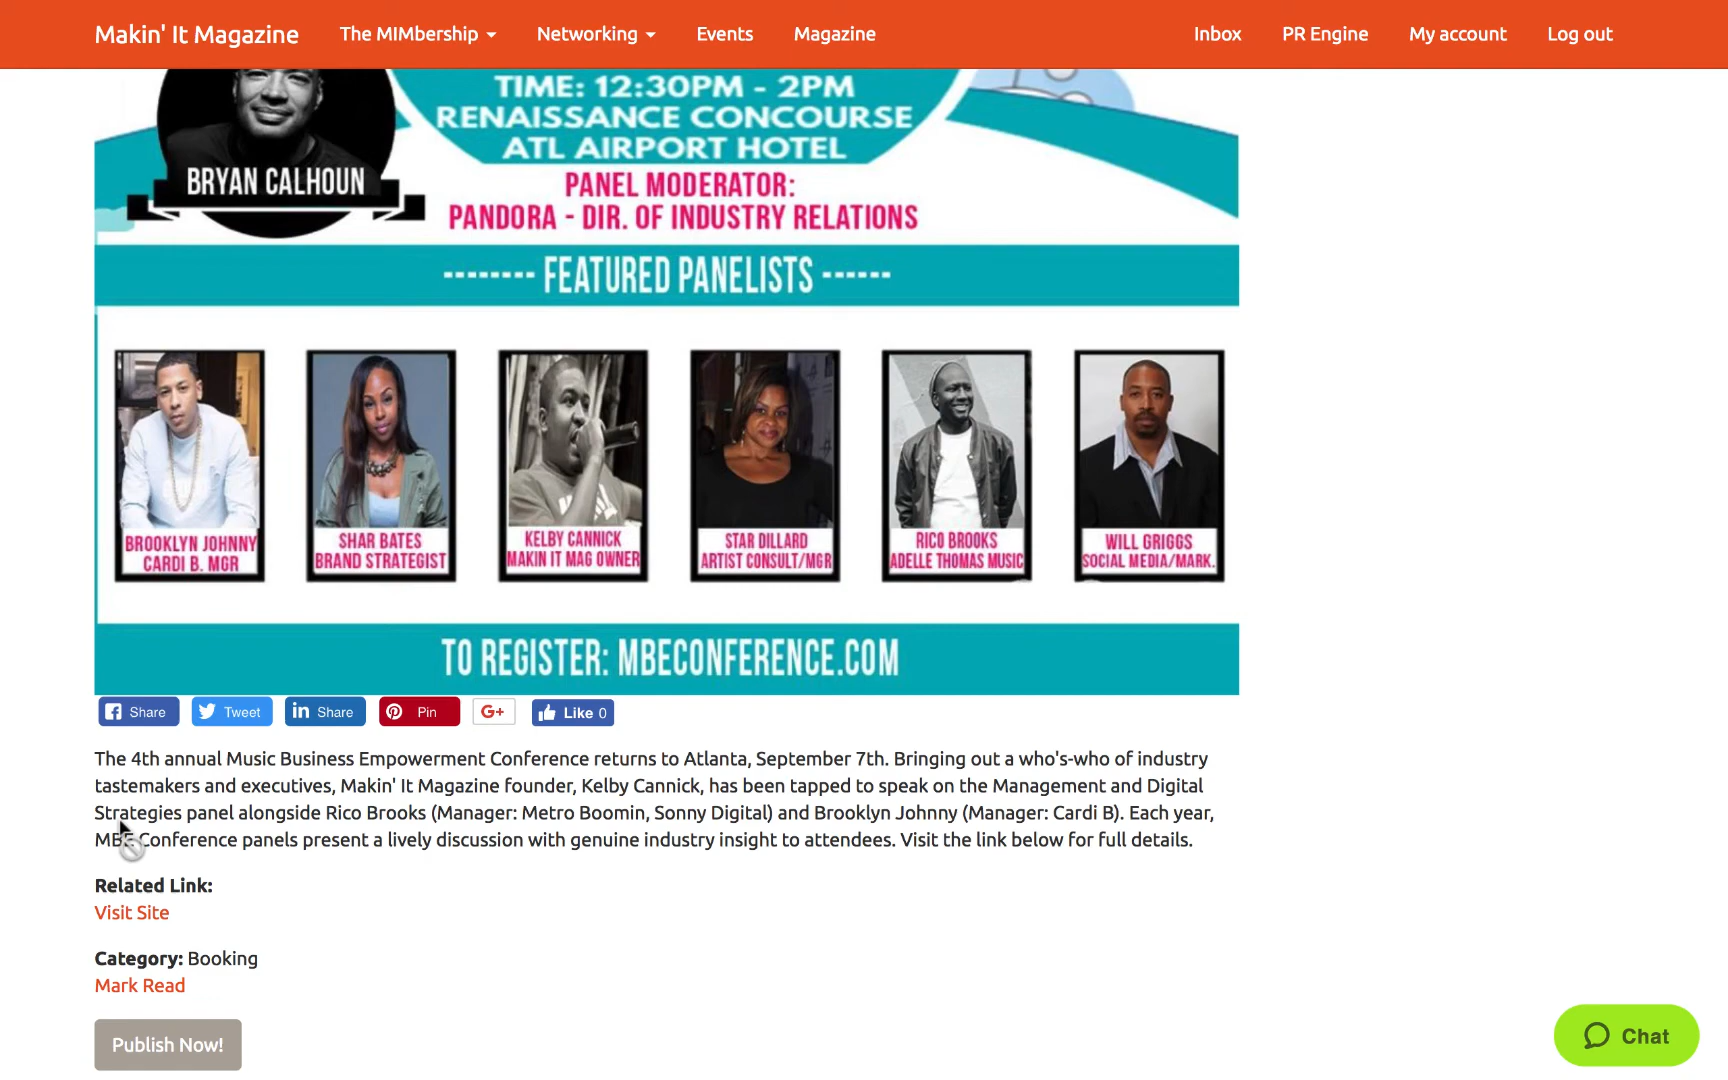 Makin' It Magazine The MIMbership Networking Events Magazine Inbox PR Engine My account Log out
TIME: 12:30PM - 2PM
RENAISSANCE CONCOURSE
ATL AIRPORT HOTEL
BRYAN CALHOUN
PANEL MODERATOR:
PANDORA - DIR. OF INDUSTRY RELATIONS
-------- FEATURED PANELISTS ------
BROOKLYN JOHNNY
CARDI B. MGR
SHAR BATES
BRAND STRATEGIST
KELBY CANNICK
MAKIN IT MAG OWNER
STAR DILLARD
ARTIST CONSULT/MGR
RICO BROOKS
ADELLE THOMAS MUSIC
WILL GRIGGS
SOCIAL MEDIA/MARK.
TO REGISTER: MBECONFERENCE.COM
Share Tweet in Share Pin G+ Like 0
The 4th annual Music Business Empowerment Conference returns to Atlanta, September 7th. Bringing out a who's-who of industry
tastemakers and executives, Makin' It Magazine founder, Kelby Cannick, has been tapped to speak on the Management and Digital
Strategies panel alongside Rico Brooks (Manager: Metro Boomin, Sonny Digital) and Brooklyn Johnny (Manager: Cardi B). Each year,
MBE Conference panels present a lively discussion with genuine industry insight to attendees. Visit the link below for full details.
Related Link:
Visit Site
Category: Booking
Mark Read
Publish Now!
Chat